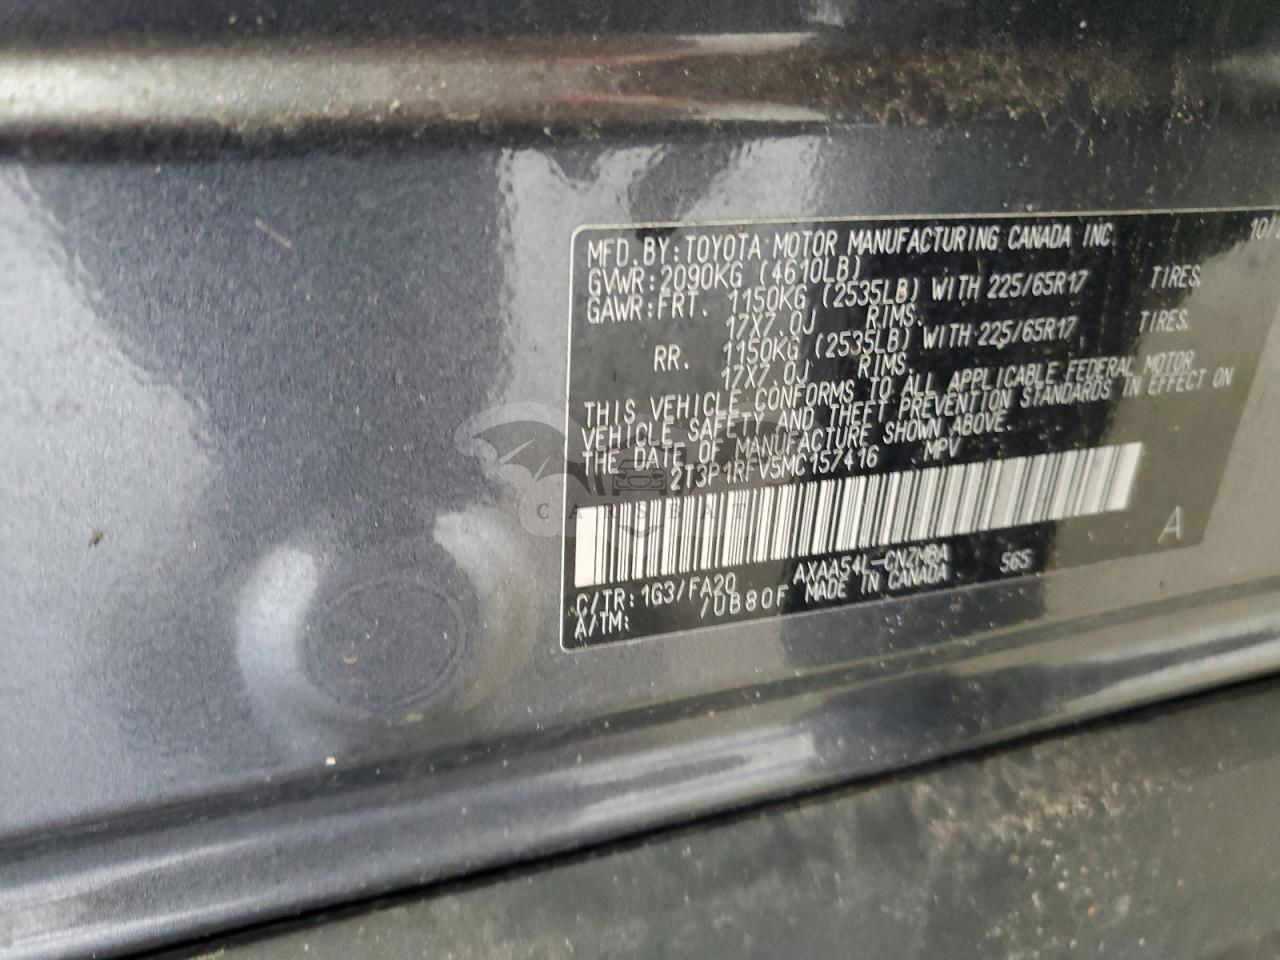 MFD. BY: TOYOTA MOTOR MANUFACTURING CANADA INC. 10/
GVWR: 2090KG (4610LB)
GAWR: FRT. 1150KG (2535LB) WITH 225/65R17 TIRES,
17X7.0J RIMS.
RR. 1150KG (2535LB) WITH 225/65R17 TIRES.
17X7.0J RIMS.
THIS VEHICLE CONFORMS TO ALL APPLICABLE FEDERAL MOTOR
VEHICLE SAFETY AND THEFT PREVENTION STANDARDS IN EFFECT ON
THE DATE OF MANUFACTURE SHOWN ABOVE.
2T3P1RFV5MC157416 MPV
CARSBAT
A
C/TR: 1G3/FA20 AXAA54L-CNZMBA 565
A/TM: /UB80F MADE IN CANADA